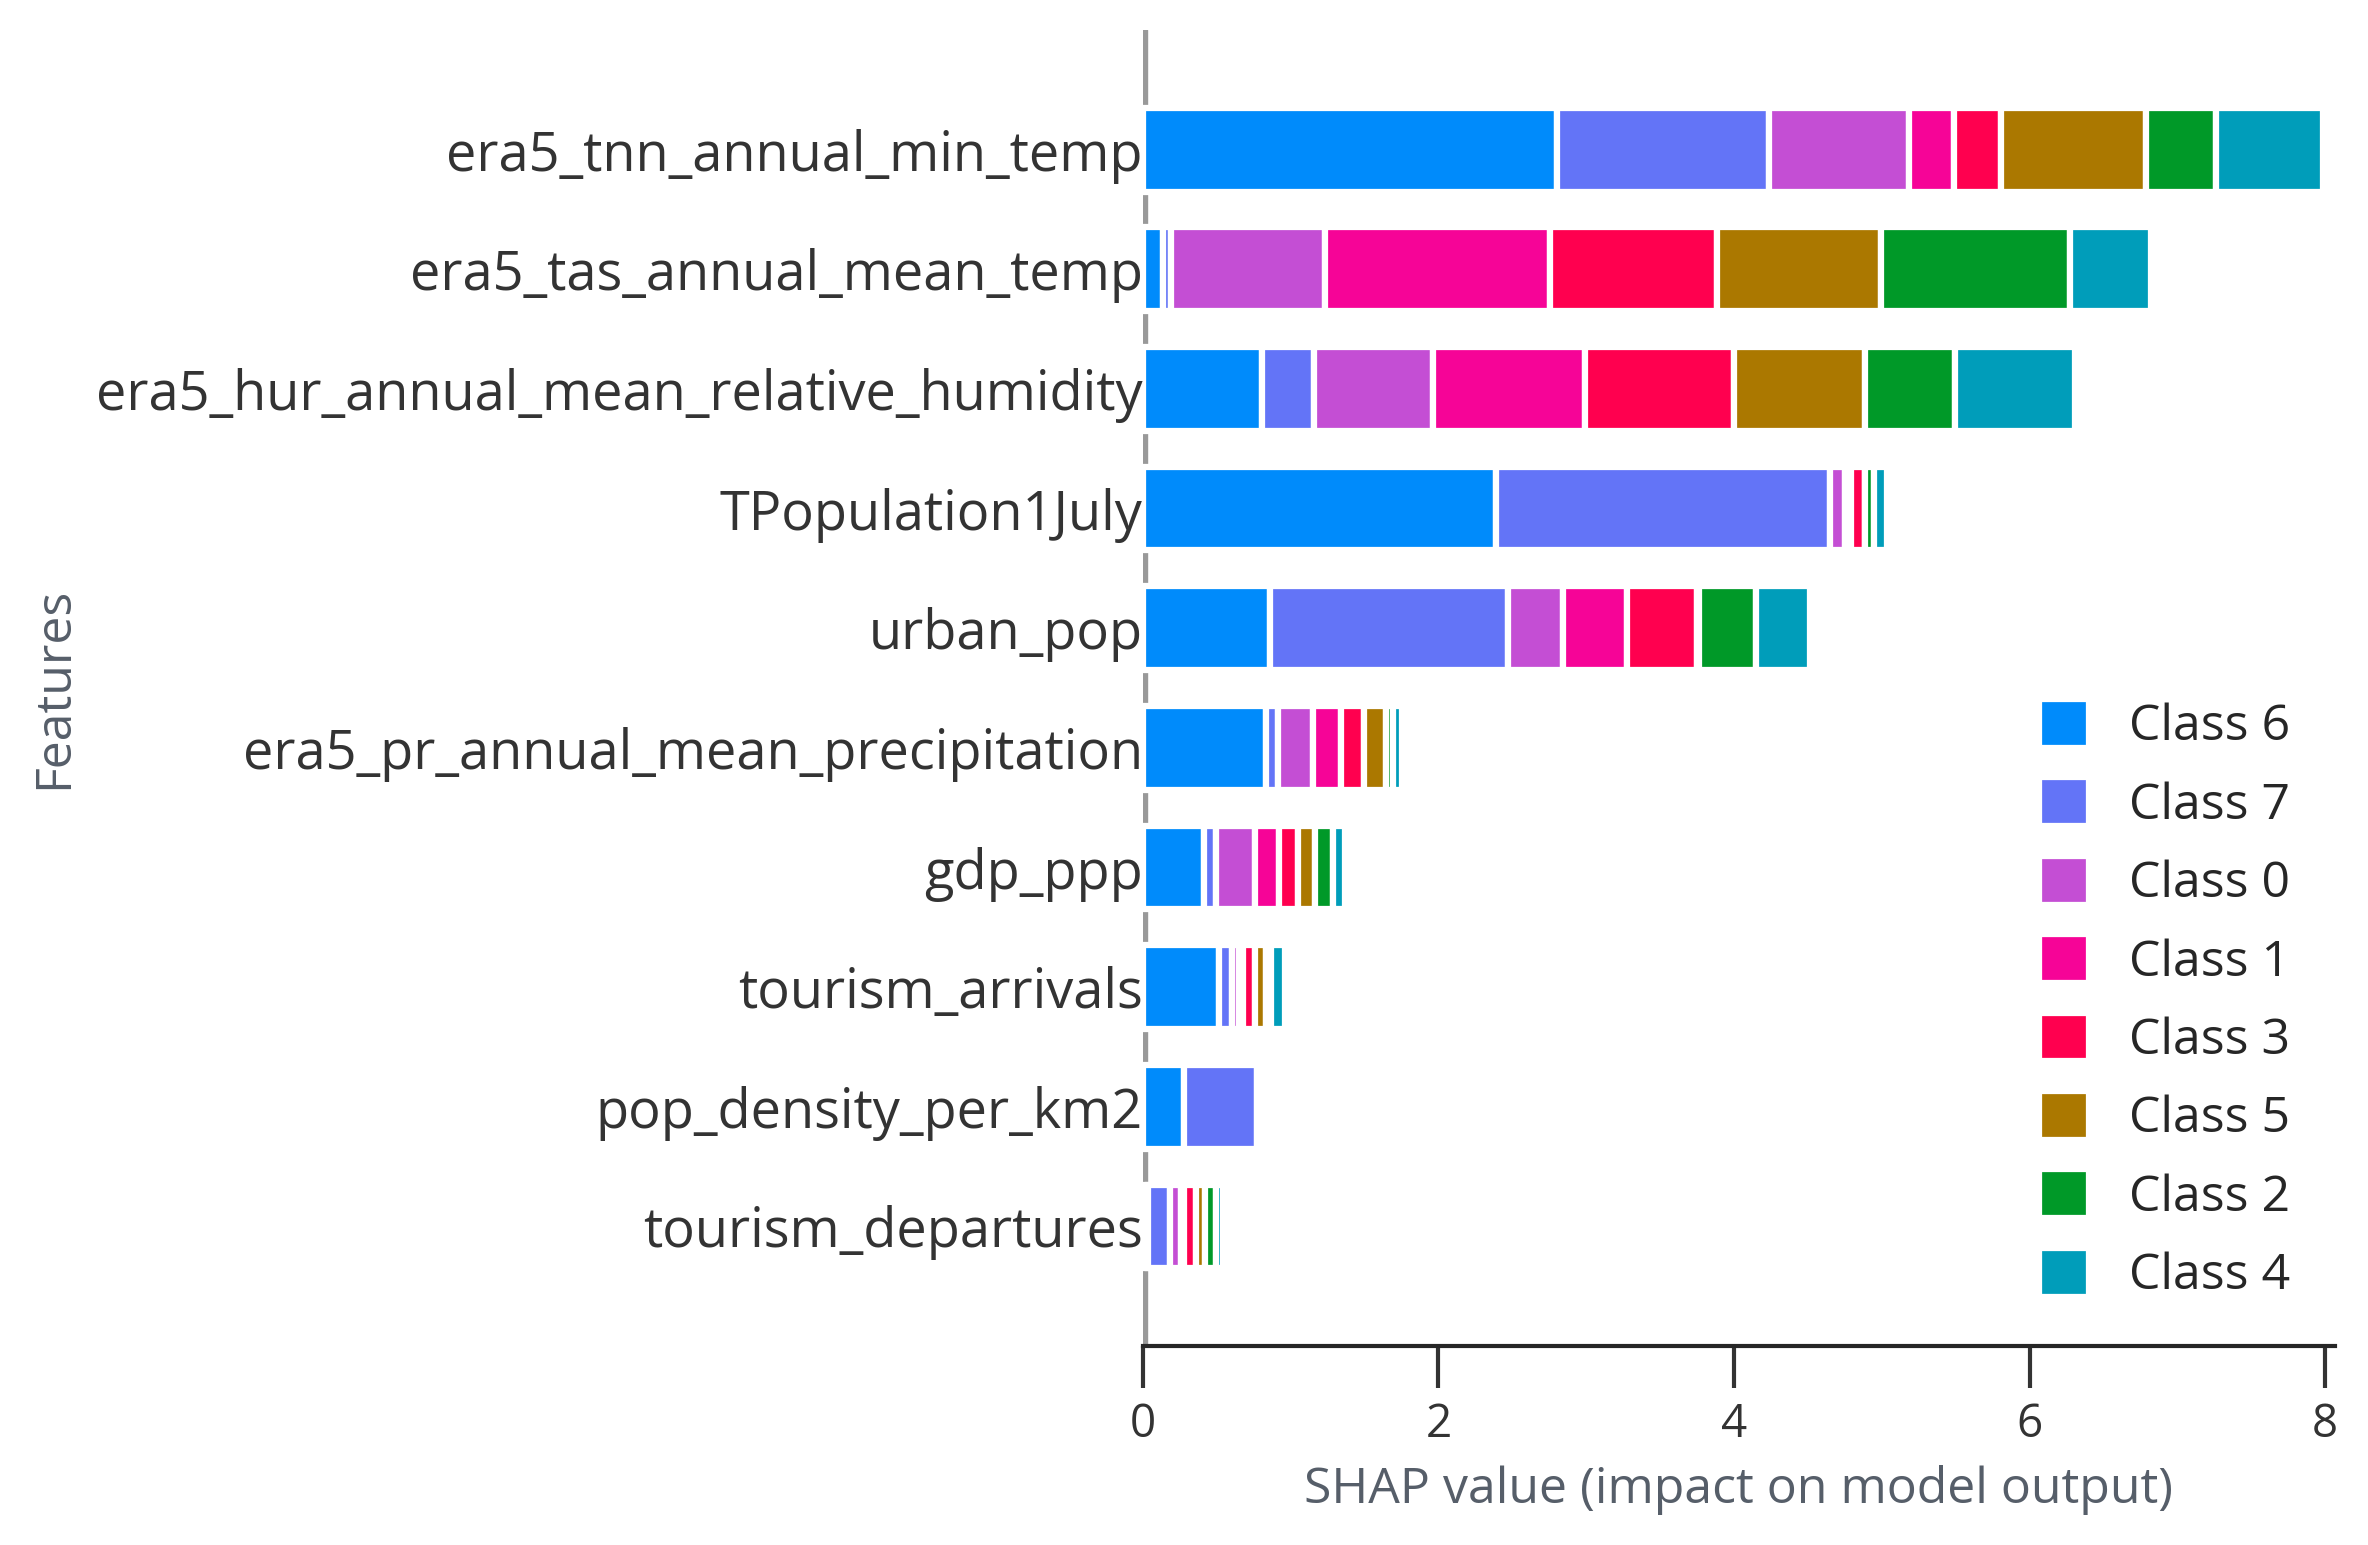 era5_tnn_annual_min_temp
era5_tas_annual_mean_temp
era5_hur_annual_mean_relative_humidity
TPopulation1July
urban_pop
era5_pr_annual_mean_precipitation
gdp_ppp
tourism_arrivals
pop_density_per_km2
tourism_departures
Features
Class 6
Class 7
Class 0
Class 1
Class 3
Class 5
Class 2
Class 4
0 2 4 6 8
SHAP value (impact on model output)